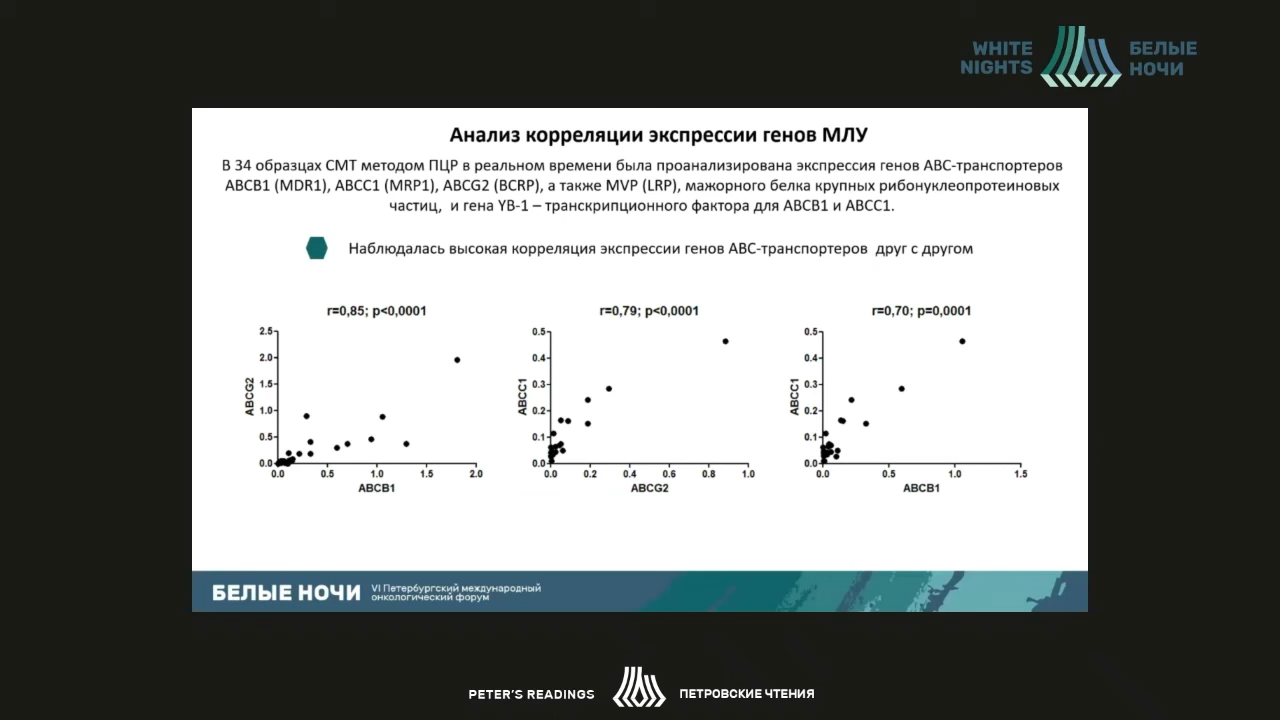 WHITE
NIGHTS
БЕЛЫЕ
НОЧИ
Анализ корреляции экспрессии генов МЛУ
В 34 образцах СМТ методом ПЦР в реальном времени была проанализирована экспрессия генов АВС-транспортеров
ABCB1 (MDR1), ABCC1 (MRP1), ABCG2 (BCRP), а также MVP (LRP), мажорного белка крупных рибонуклеопротеиновых
частиц, и гена YB-1 – транскрипционного фактора для ABCB1 и ABCC1.
Наблюдалась высокая корреляция экспрессии генов АВС-транспортеров друг с другом
r=0,85; p<0,0001
2.5
2.0
1.5
1.0
0.5
0.0
ABCG2
0.0 0.5 1.0 1.5 2.0
ABCB1
r=0,79; p<0,0001
0.5
0.4
0.3
0.2
0.1
0.0
ABCC1
0.0 0.2 0.4 0.6 0.8 1.0
ABCG2
r=0,70; p=0,0001
0.5
0.4
0.3
0.2
0.1
0.0
ABCC1
0.0 0.5 1.0 1.5
ABCB1
БЕЛЫЕ НОЧИ
VI Петербургский международный
онкологический форум
PETER'S READINGS
ПЕТРОВСКИЕ ЧТЕНИЯ